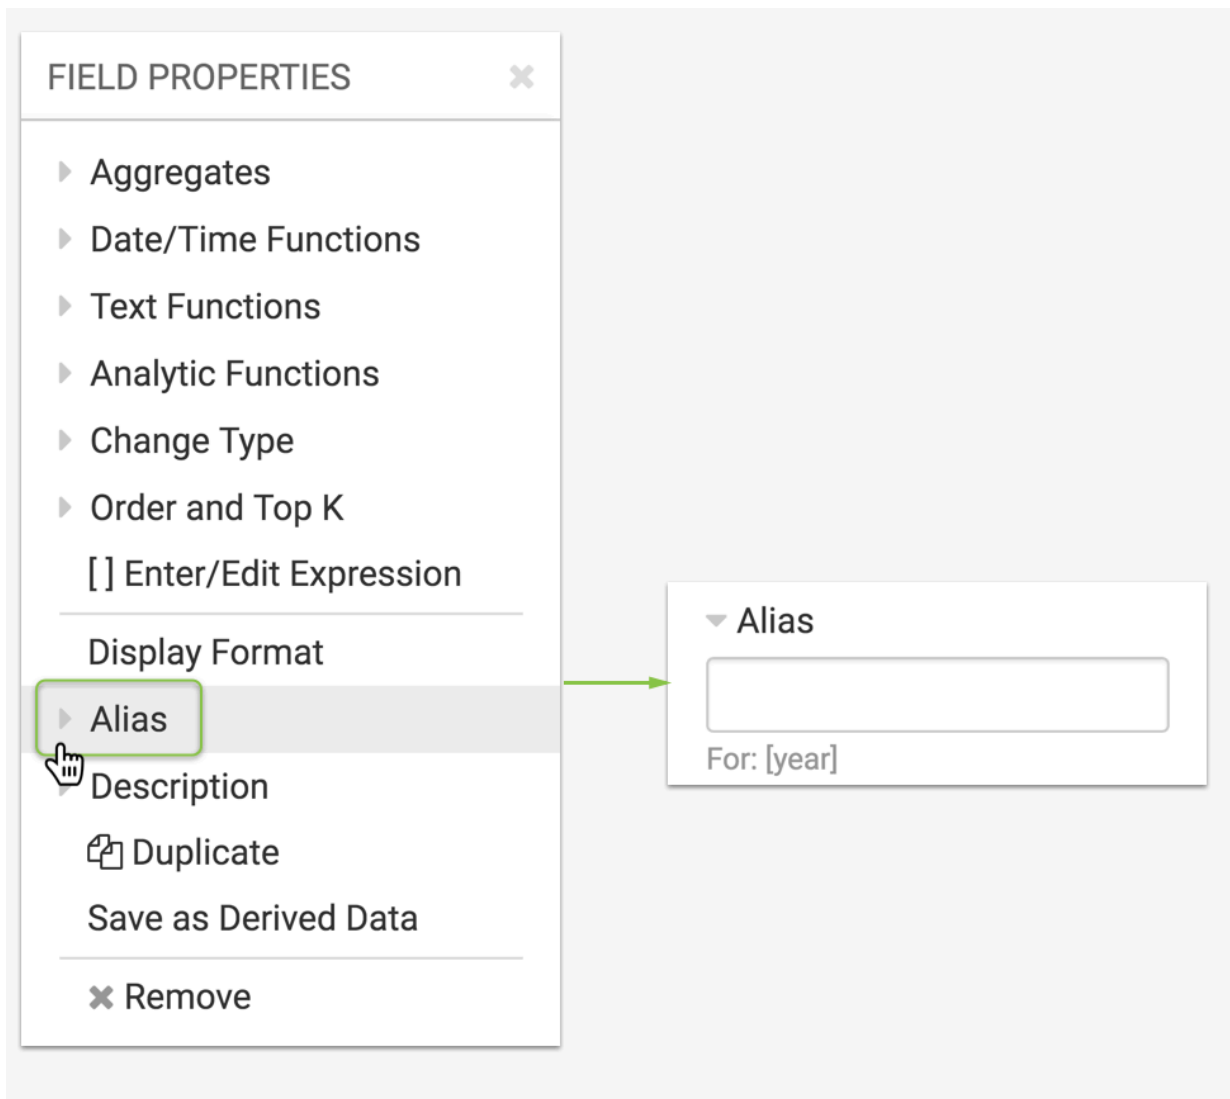 FIELD PROPERTIES
Aggregates
Date/Time Functions
Text Functions
Analytic Functions
Change Type
Order and Top K
[ ] Enter/Edit Expression
Display Format
Alias
Description
Duplicate
Save as Derived Data
Remove
Alias
For: [year]